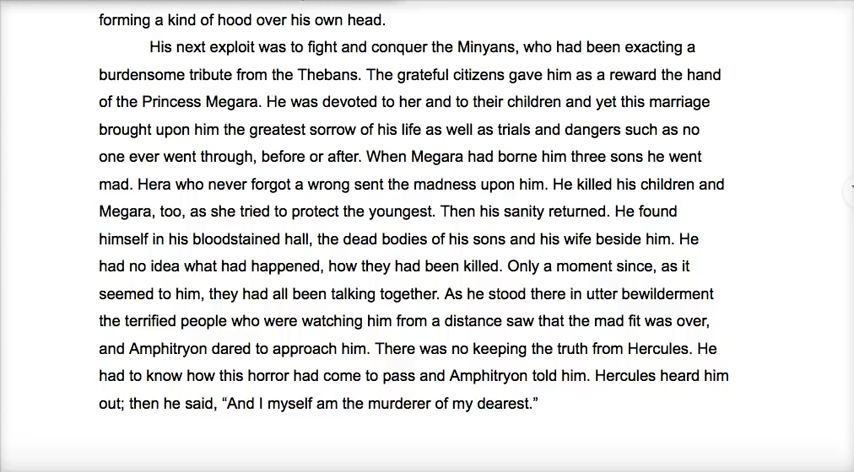 forming a kind of hood over his own head.
His next exploit was to fight and conquer the Minyans, who had been exacting a
burdensome tribute from the Thebans. The grateful citizens gave him as a reward the hand
of the Princess Megara. He was devoted to her and to their children and yet this marriage
brought upon him the greatest sorrow of his life as well as trials and dangers such as no
one ever went through, before or after. When Megara had borne him three sons he went
mad. Hera who never forgot a wrong sent the madness upon him. He killed his children and
Megara, too, as she tried to protect the youngest. Then his sanity returned. He found
himself in his bloodstained hall, the dead bodies of his sons and his wife beside him. He
had no idea what had happened, how they had been killed. Only a moment since, as it
seemed to him, they had all been talking together. As he stood there in utter bewilderment
the terrified people who were watching him from a distance saw that the mad fit was over,
and Amphitryon dared to approach him. There was no keeping the truth from Hercules. He
had to know how this horror had come to pass and Amphitryon told him. Hercules heard him
out; then he said, “And I myself am the murderer of my dearest.”